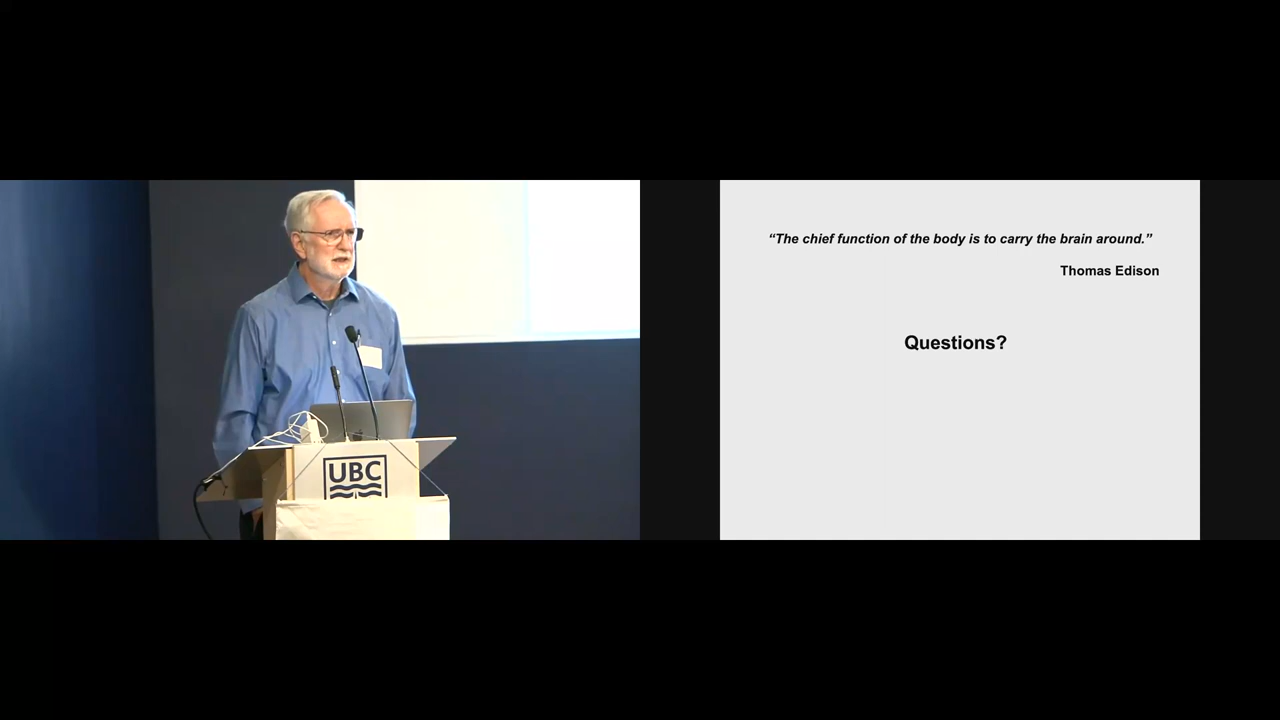 UBC
“The chief function of the body is to carry the brain around.”
Thomas Edison
Questions?